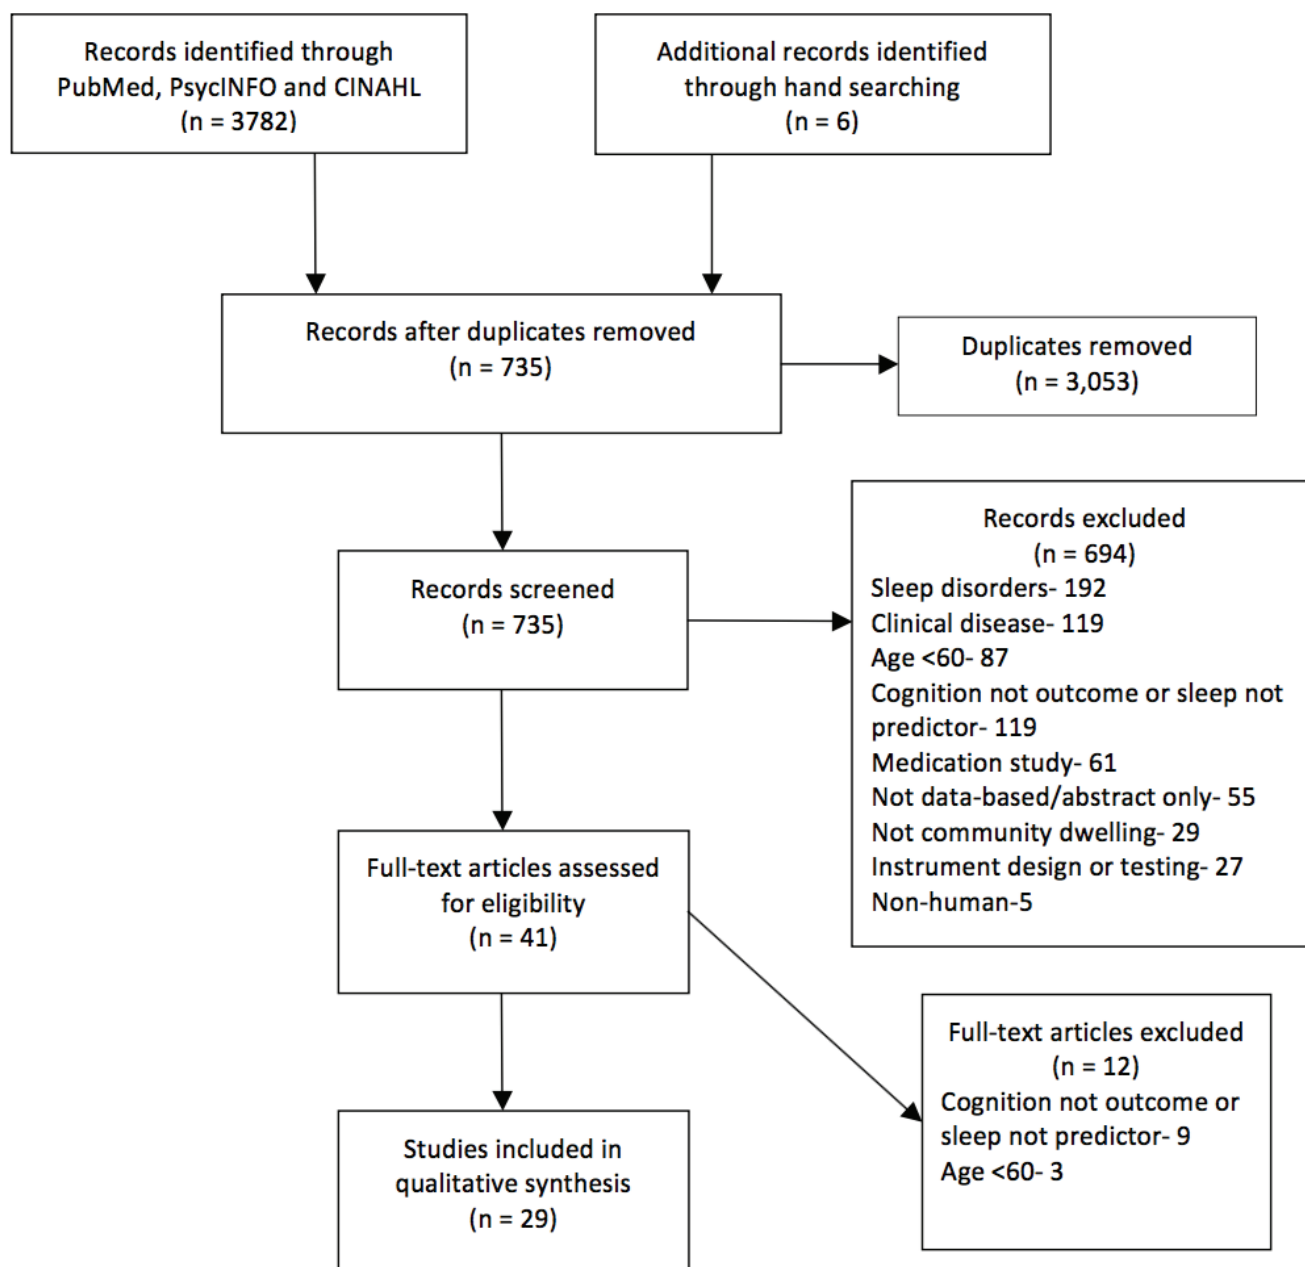 Records identified through
PubMed, PsycINFO and CINAHL
(n = 3782)
Additional records identified
through hand searching
(n = 6)
Records after duplicates removed
(n = 735)
Duplicates removed
(n = 3,053)
Records screened
(n = 735)
Records excluded
(n = 694)
Sleep disorders- 192
Clinical disease- 119
Age <60- 87
Cognition not outcome or sleep not
predictor- 119
Medication study- 61
Not data-based/abstract only- 55
Not community dwelling- 29
Instrument design or testing- 27
Non-human-5
Full-text articles assessed
for eligibility
(n = 41)
Full-text articles excluded
(n = 12)
Cognition not outcome or
sleep not predictor- 9
Age <60- 3
Studies included in
qualitative synthesis
(n = 29)